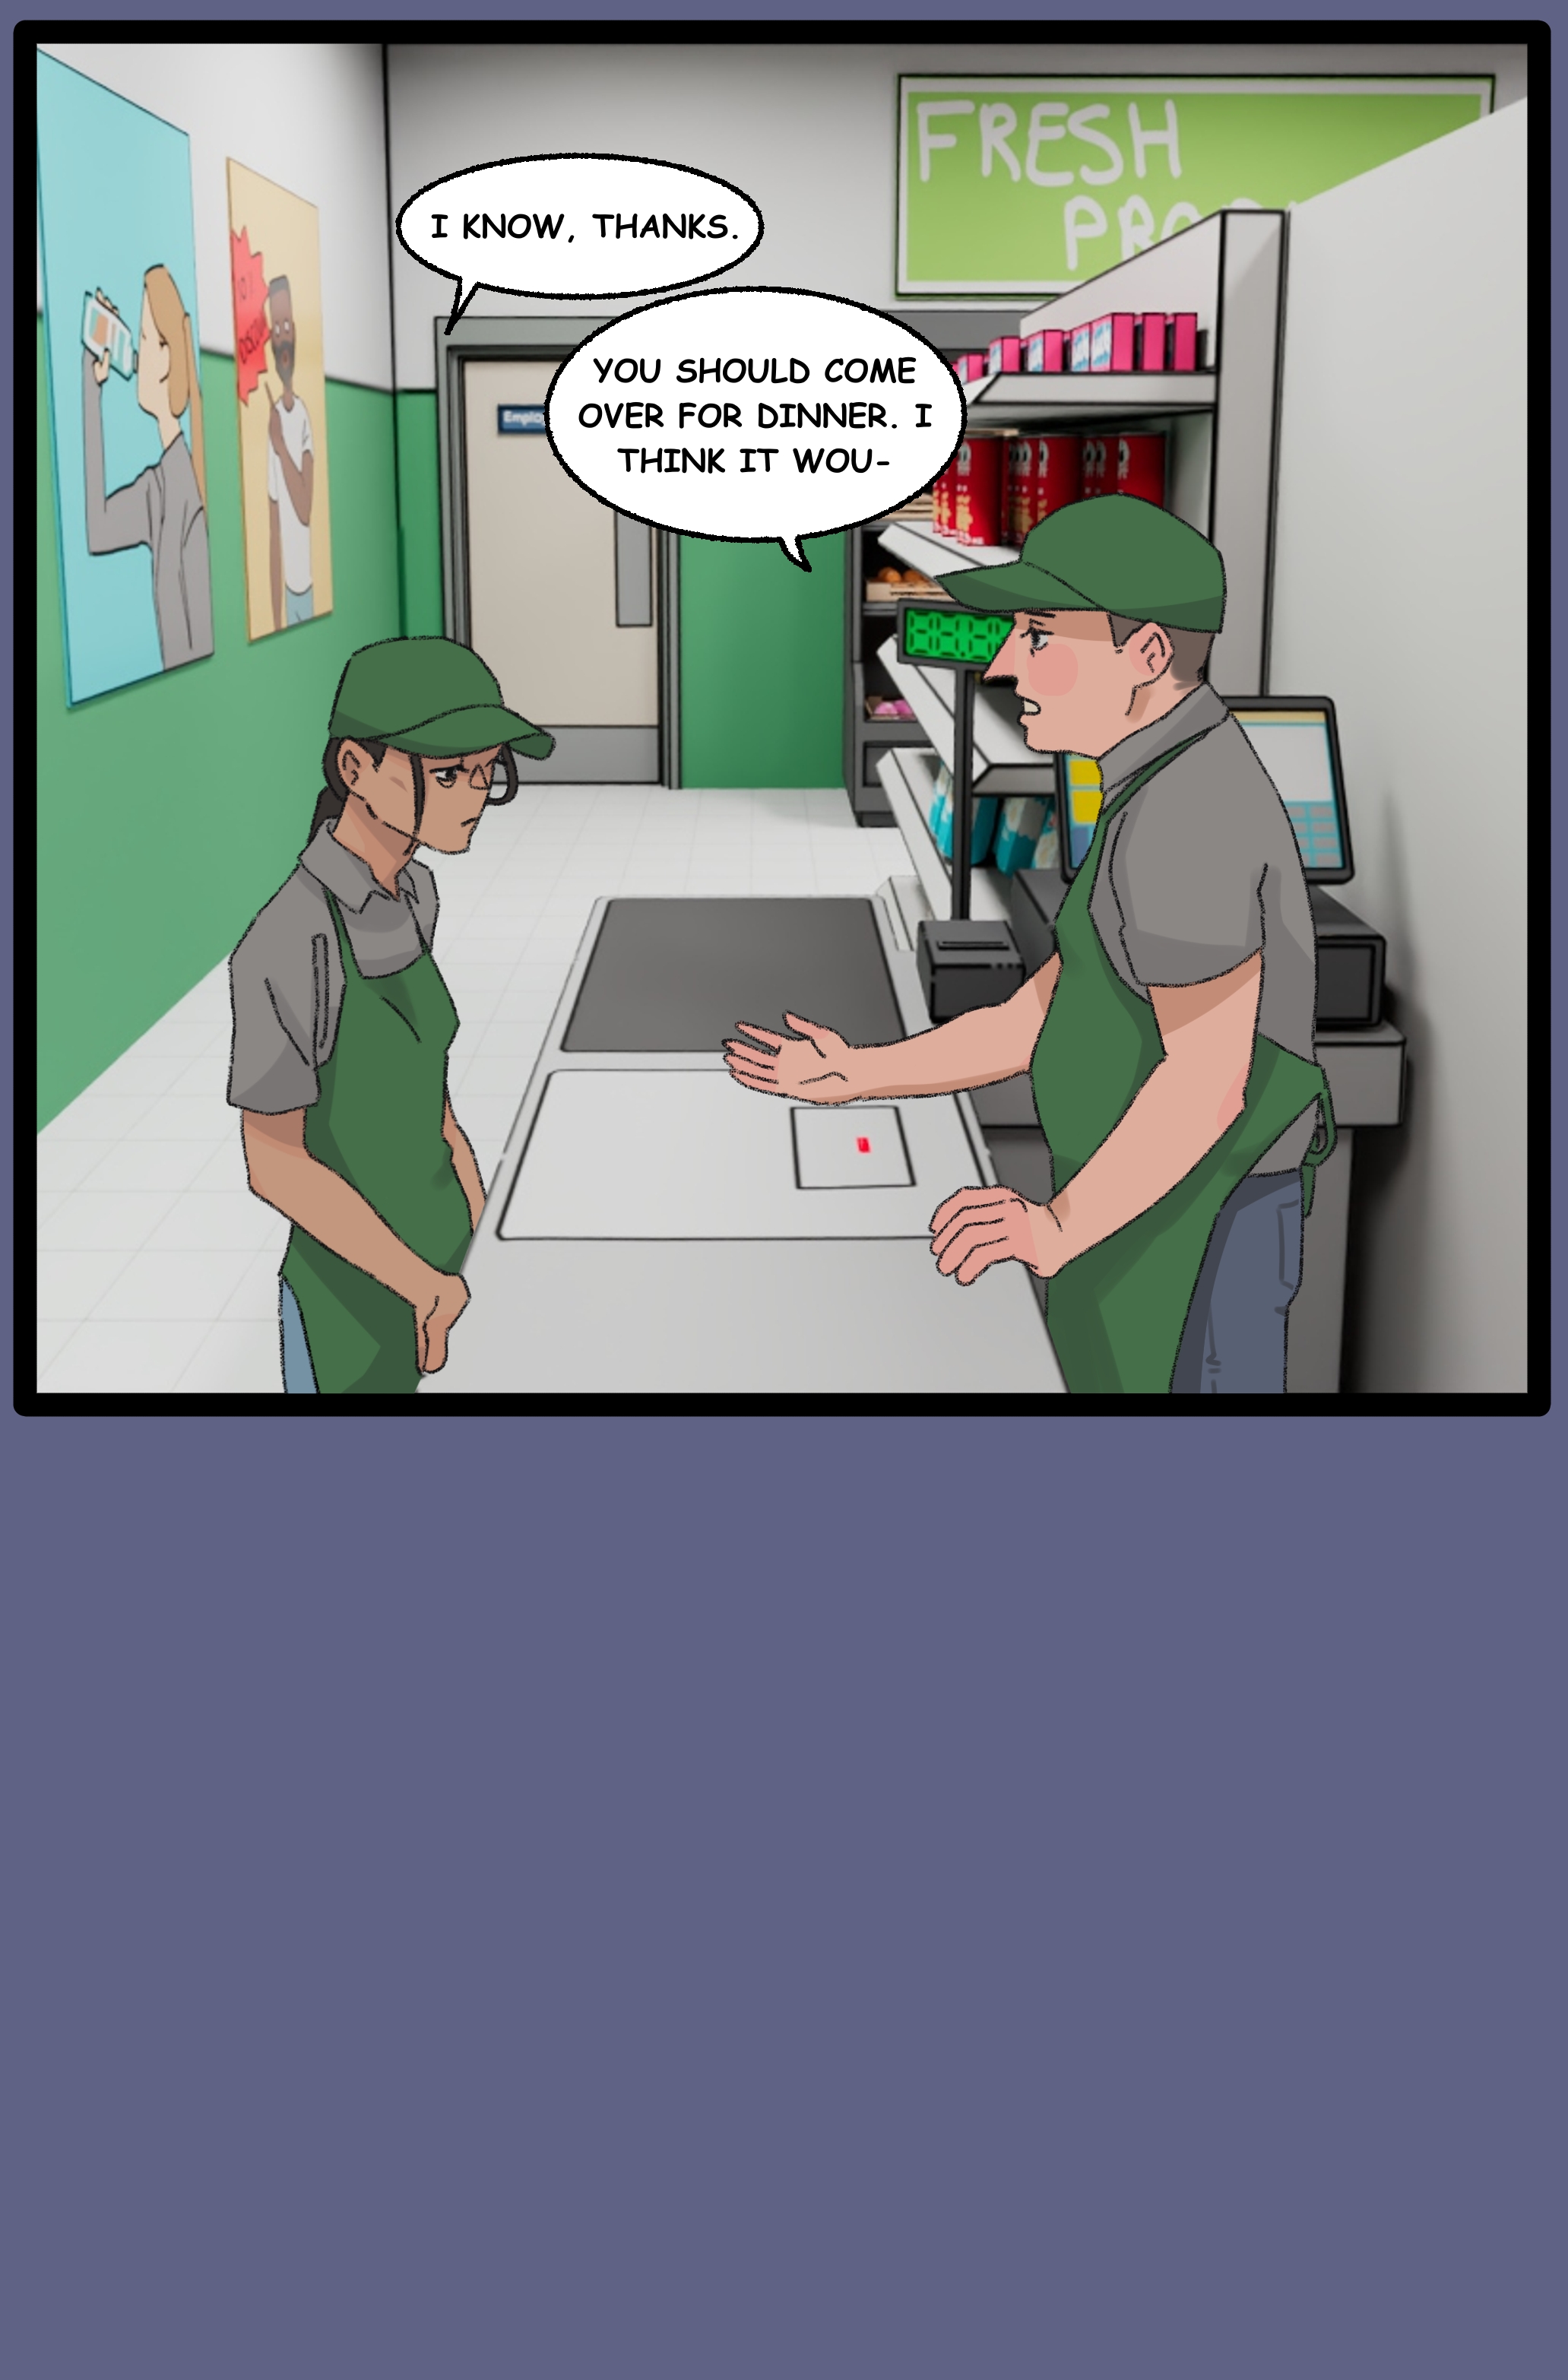 FRESH
I KNOW, THANKS.
YOU SHOULD COME
OVER FOR DINNER. I
THINK IT WOU-